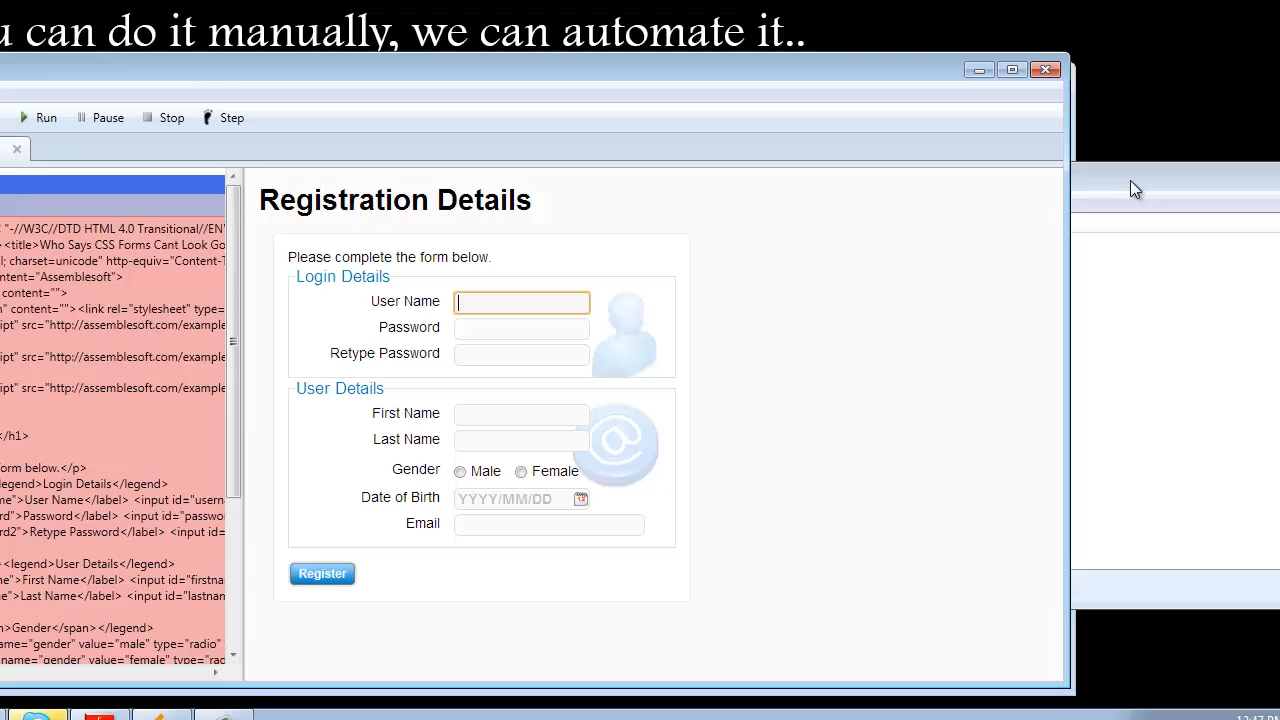 u can do it manually, we can automate it..
Run Pause Stop Step
"-//W3C//DTD HTML 4.0 Transitional//EN"
<title>Who Says CSS Forms Cant Look Go
l; charset=unicode" http-equiv="Content-T
ontent="Assemblesoft">
content="">
n" content=""><link rel="stylesheet" type=
ript" src="http://assemblesoft.com/example
ipt" src="http://assemblesoft.com/example
ript" src="http://assemblesoft.com/example
</h1>
form below.</p>
legend>Login Details</legend>
ne">User Name</label> <input id="usern
rd">Password</label> <input id="passwo
rd2">Retype Password</label> <input id=
><legend>User Details</legend>
me">First Name</label> <input id="firstna
e">Last Name</label> <input id="lastnam
n>Gender</span></legend>
name="gender" value="male" type="radio"
name="gender" value="female" type="rad
Registration Details
Please complete the form below.
Login Details
User Name
Password
Retype Password
User Details
First Name
Last Name
Gender Male Female
Date of Birth YYYY/MM/DD
Email
Register